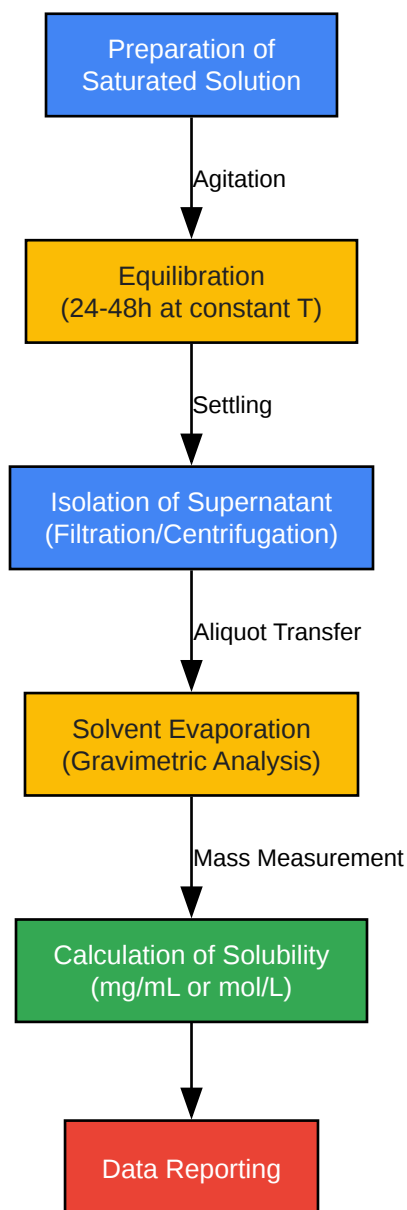 Preparation of
Saturated Solution
Agitation
Equilibration
(24-48h at constant T)
Settling
Isolation of Supernatant
(Filtration/Centrifugation)
Aliquot Transfer
Solvent Evaporation
(Gravimetric Analysis)
Mass Measurement
Calculation of Solubility
(mg/mL or mol/L)
Data Reporting